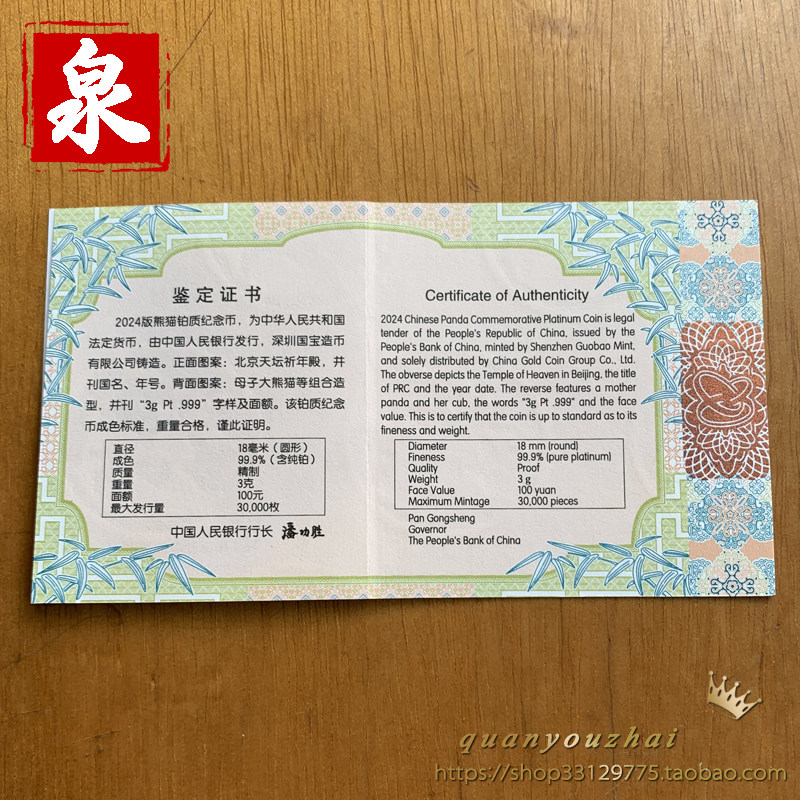 泉
鉴定证书
2024版熊猫铂质纪念币，为中华人民共和国
法定货币，由中国人民银行发行，深圳国宝造币
有限公司铸造。正面图案：北京天坛祈年殿，并
刊国名、年号。背面图案：母子大熊猫等组合造
型，并刊“3g Pt .999”字样及面额。该铂质纪念
币成色标准，重量合格，谨此证明。
直径 18毫米（圆形）
成色 99.9%（含纯铂）
质量 精制
重量 3克
面额 100元
最大发行量 30,000枚
中国人民银行行长 潘功胜
Certificate of Authenticity
2024 Chinese Panda Commemorative Platinum Coin is legal
tender of the People's Republic of China, issued by the
People's Bank of China, minted by Shenzhen Guobao Mint,
and solely distributed by China Gold Coin Group Co., Ltd.
The obverse depicts the Temple of Heaven in Beijing, the title
of PRC and the year date. The reverse features a mother
panda and her cub, the words "3g Pt .999" and the face
value. This is to certify that the coin is up to standard as to its
fineness and weight.
Diameter 18 mm (round)
Fineness 99.9% (pure platinum)
Quality Proof
Weight 3 g
Face Value 100 yuan
Maximum Mintage 30,000 pieces
Pan Gongsheng
Governor
The People's Bank of China
quanyouzhai
https://shop33129775.taobao.com